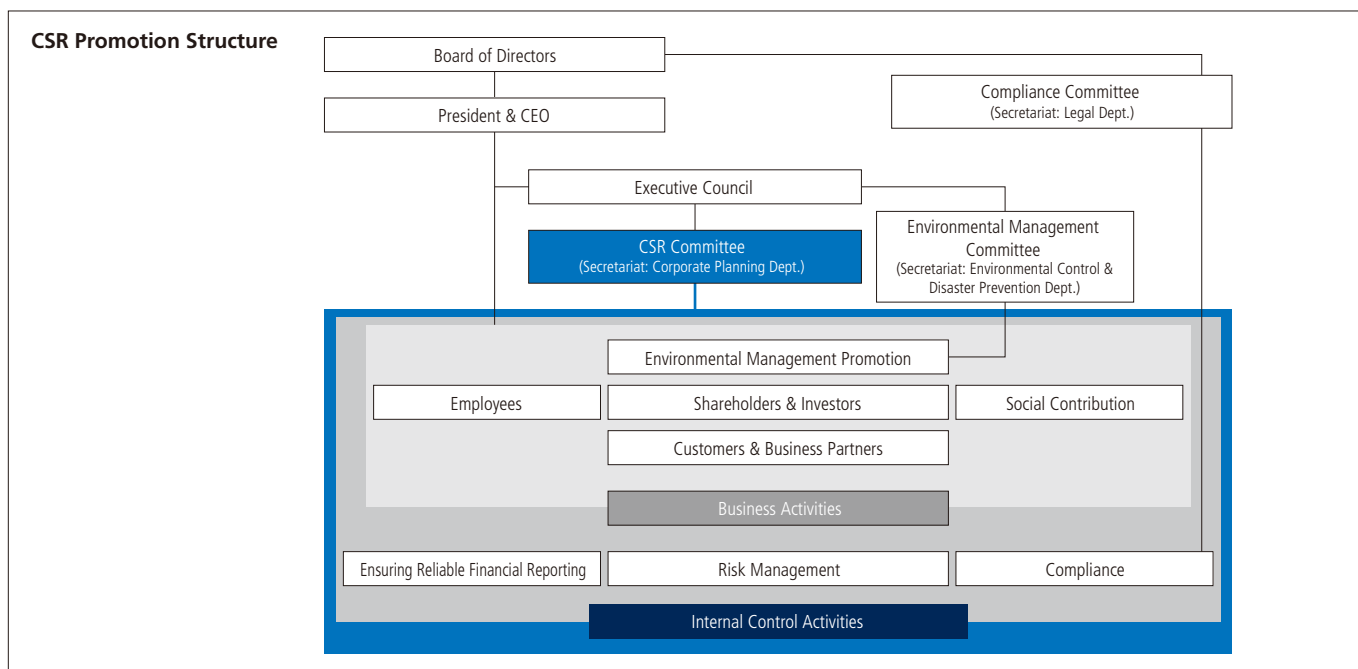 CSR Promotion Structure
Board of Directors
President & CEO
Compliance Committee
(Secretariat: Legal Dept.)
Executive Council
CSR Committee
(Secretariat: Corporate Planning Dept.)
Environmental Management
Committee
(Secretariat: Environmental Control &
Disaster Prevention Dept.)
Environmental Management Promotion
Employees
Shareholders & Investors
Social Contribution
Customers & Business Partners
Business Activities
Ensuring Reliable Financial Reporting
Risk Management
Compliance
Internal Control Activities